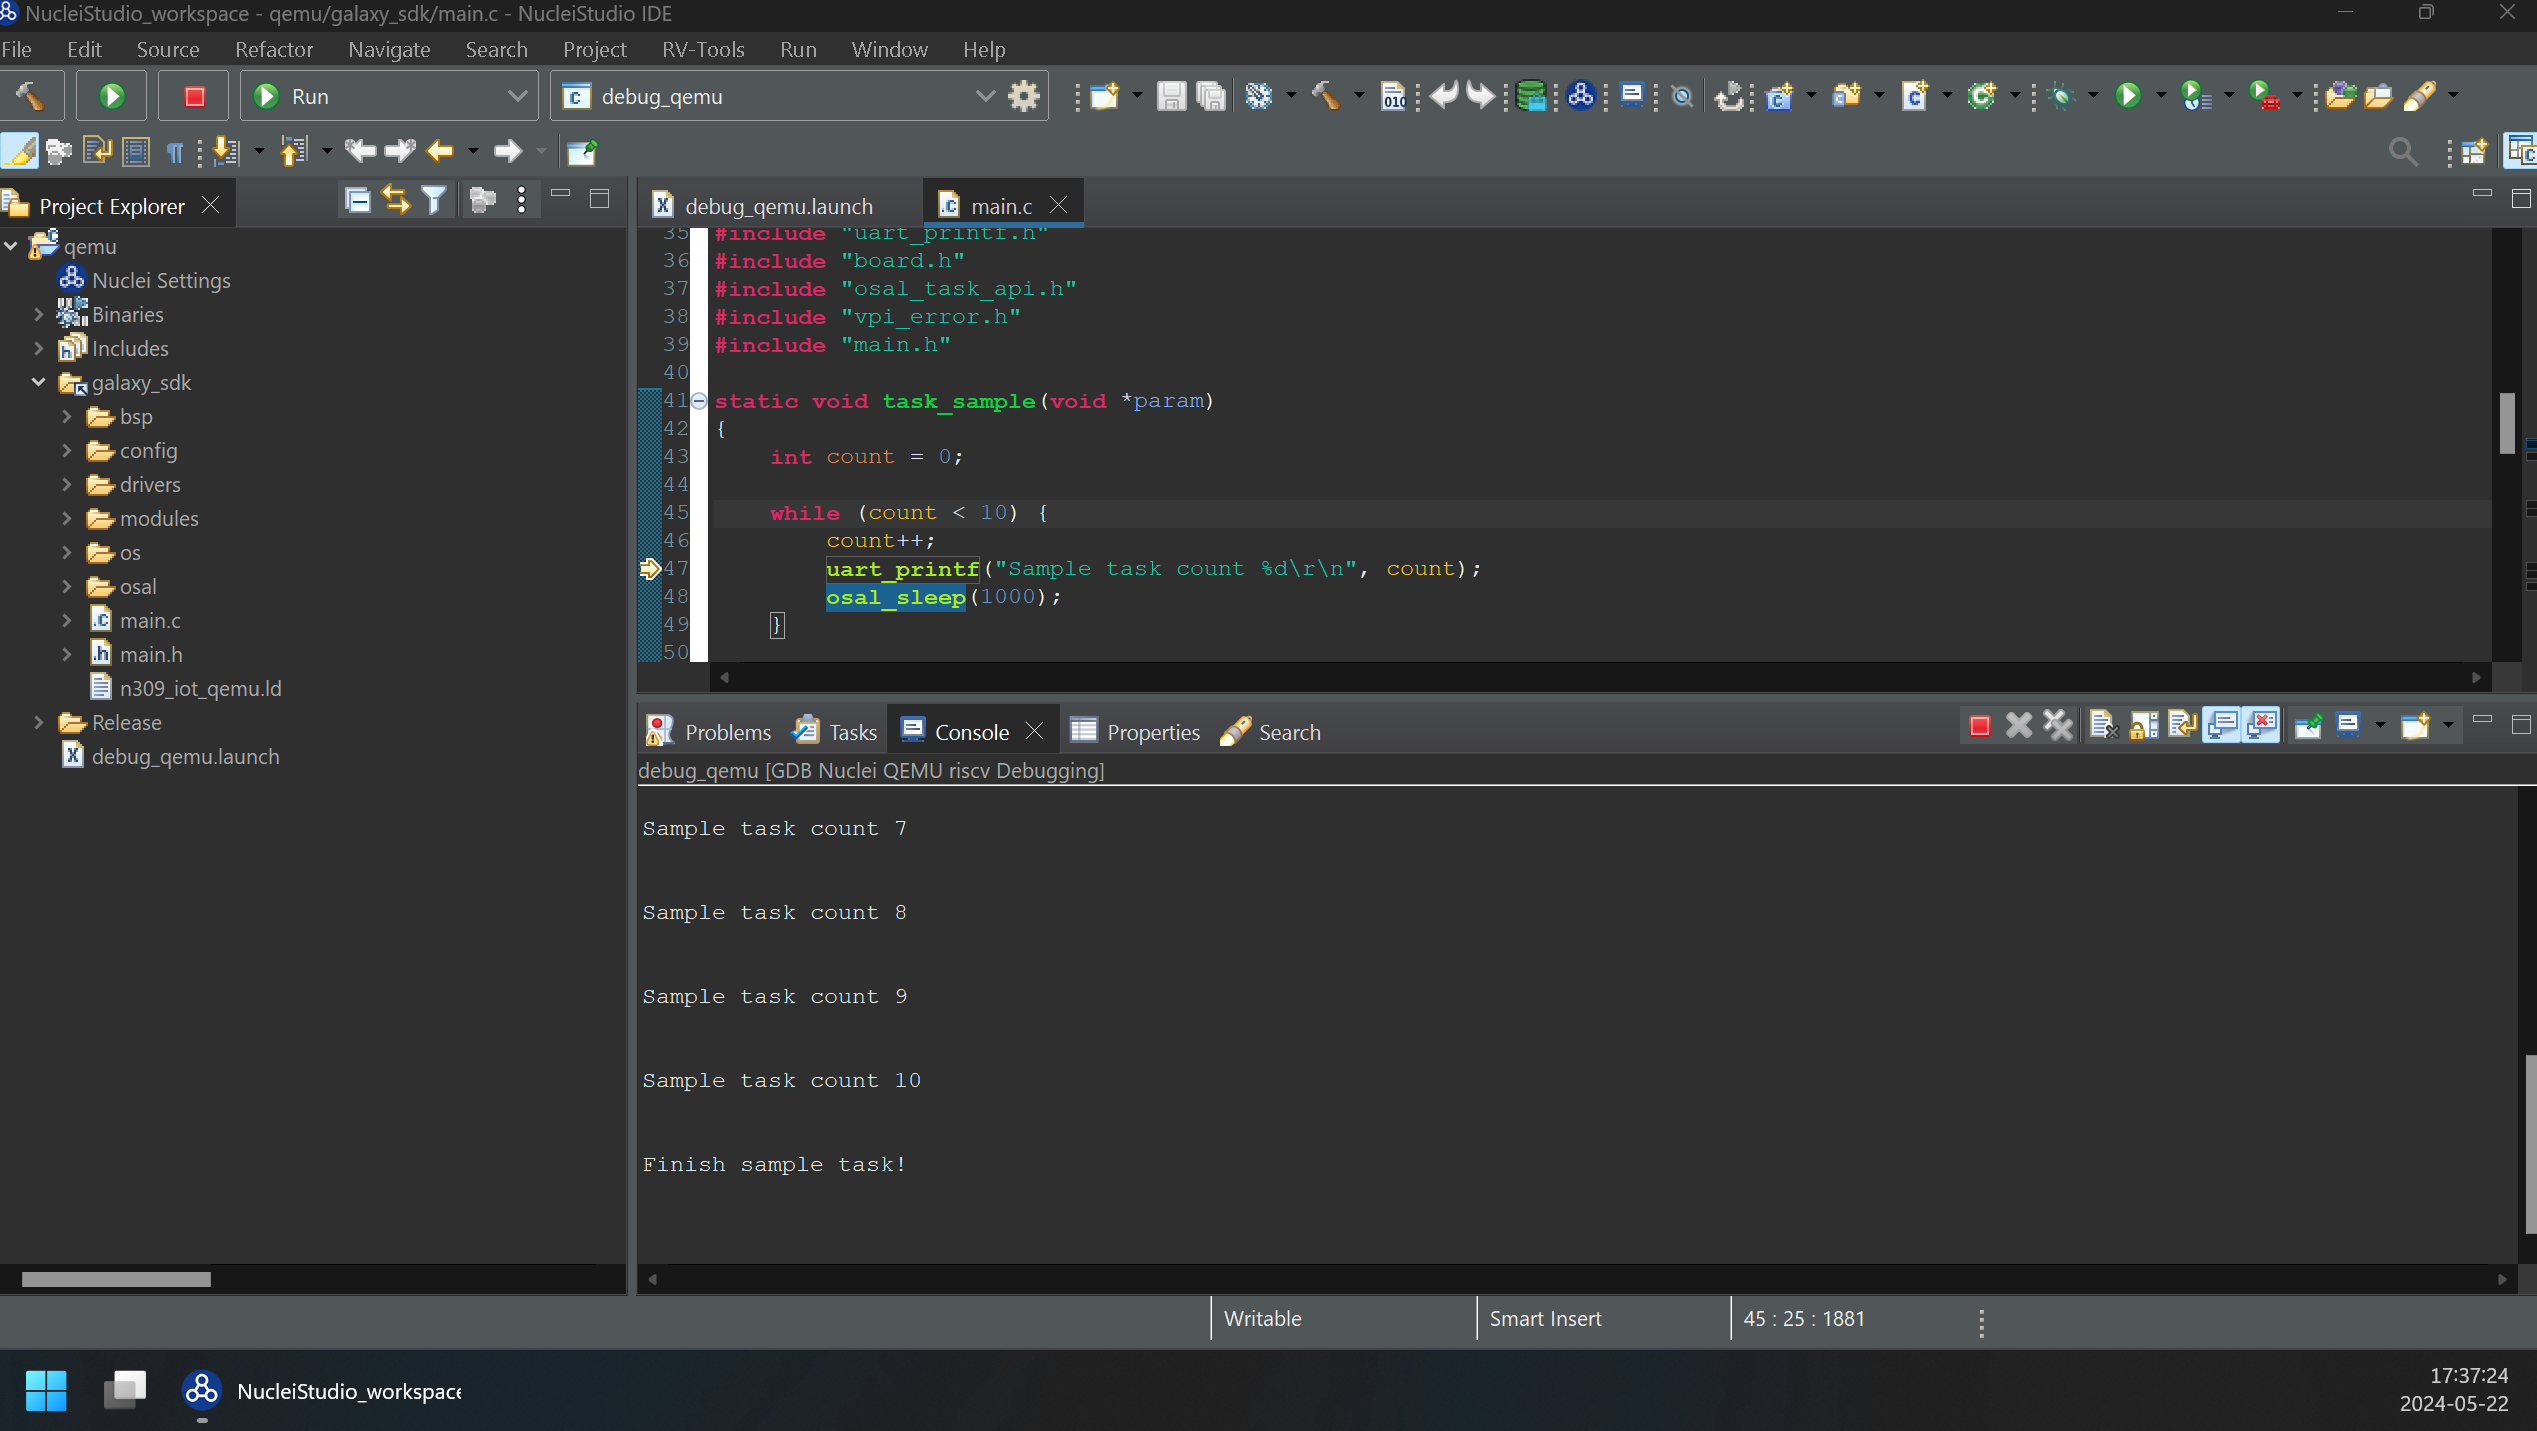 NucleiStudio_workspace - qemu/galaxy_sdk/main.c - NucleiStudio IDE
File Edit Source Refactor Navigate Search Project RV-Tools Run Window Help
Run debug_qemu
Project Explorer
qemu
Nuclei Settings
Binaries
Includes
galaxy_sdk
bsp
config
drivers
modules
os
osal
main.c
main.h
n309_iot_qemu.ld
Release
debug_qemu.launch
debug_qemu.launch main.c
35 #include "uart_printf.h"
36 #include "board.h"
37 #include "osal_task_api.h"
38 #include "vpi_error.h"
39 #include "main.h"
40
41 static void task_sample(void *param)
42 {
43 int count = 0;
44
45 while (count < 10) {
46 count++;
47 uart_printf("Sample task count %d\r\n", count);
48 osal_sleep(1000);
49 }
50
Problems Tasks Console Properties Search
debug_qemu [GDB Nuclei QEMU riscv Debugging]
Sample task count 7
Sample task count 8
Sample task count 9
Sample task count 10
Finish sample task!
Writable Smart Insert 45 : 25 : 1881
NucleiStudio_workspace
17:37:24
2024-05-22